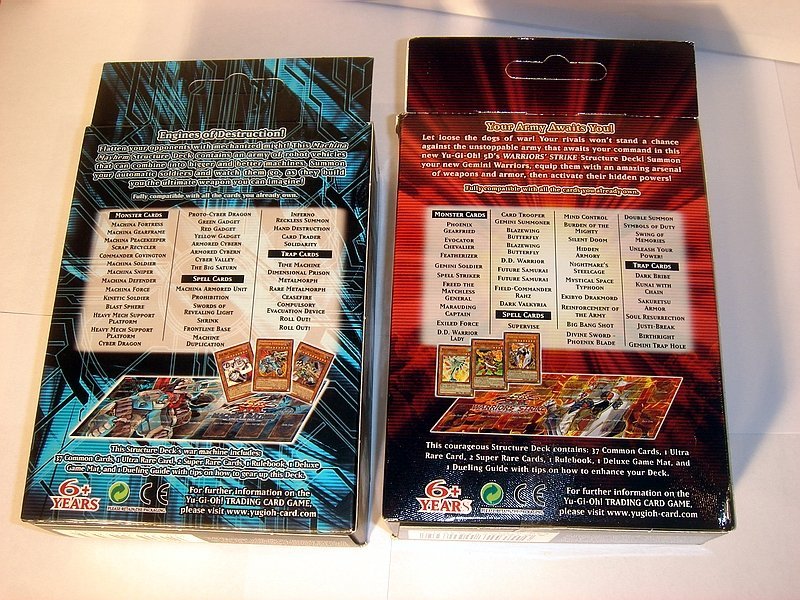 Engines of Destruction!
Flatten your opponents with mechanized might! This Machina
Mayhem Structure Deck contains an army of robot vehicles
that can combine into bigger and better machines. Summon
your automatic soldiers and watch them go, as they build
you the ultimate weapon you can imagine!
Fully compatible with all the cards you already own.
Monster Cards
Machina Fortress
Machina Gearframe
Machina Peacekeeper
Scrap Recycler
Commander Covington
Machina Soldier
Machina Sniper
Machina Defender
Machina Force
Kinetic Soldier
Blast Sphere
Heavy Mech Support
Platform
Heavy Mech Support
Platform
Cyber Dragon
Proto-Cyber Dragon
Green Gadget
Red Gadget
Yellow Gadget
Armored Cybern
Armored Cybern
Cyber Valley
The Big Saturn
Spell Cards
Machina Armored Unit
Prohibition
Swords of
Revealing Light
Shrink
Frontline Base
Machine
Duplication
Inferno
Reckless Summon
Hand Destruction
Card Trader
Solidarity
Trap Cards
Time Machine
Dimensional Prison
Metalmorph
Rare Metalmorph
Ceasefire
Compulsory
Evacuation Device
Roll Out!
Roll Out!
This Structure Deck's war machine includes:
37 Common Cards, 1 Ultra Rare Card, 2 Super Rare Cards, 1 Rulebook, 1 Deluxe
Game Mat, and 1 Dueling Guide with tips on how to gear up this Deck.
6+
YEARS
PLEASE RETAIN THE PACKAGING
CE
For further information on the
Yu-Gi-Oh! TRADING CARD GAME,
please visit www.yugioh-card.com
Your Army Awaits You!
Let loose the dogs of war! Your rivals won't stand a chance
against the unstoppable army that awaits your command in this
new Yu-Gi-Oh! 5D's WARRIORS' STRIKE Structure Deck! Summon
your new Gemini Warriors, equip them with an amazing arsenal
of weapons and armor, then activate their hidden powers!
Fully compatible with all the cards you already own.
Monster Cards
Phoenix
Gearfried
Evocator
Chevalier
Featherizer
Gemini Soldier
Spell Striker
Freed the
Matchless
General
Marauding
Captain
Exiled Force
D.D. Warrior
Lady
Card Trooper
Gemini Summoner
Blazewing
Butterfly
Blazewing
Butterfly
D.D. Warrior
Future Samurai
Future Samurai
Field-Commander
Rahz
Dark Valkyria
Spell Cards
Supervise
Mind Control
Burden of the
Mighty
Silent Doom
Hidden
Armory
Nightmare's
Steelcage
Mystical Space
Typhoon
Ekibyo Drakmord
Reinforcement of
the Army
Big Bang Shot
Divine Sword -
Phoenix Blade
Double Summon
Symbols of Duty
Swing of
Memories
Unleash Your
Power!
Trap Cards
Dark Bribe
Kunai with
Chain
Sakuretsu
Armor
Soul Resurrection
Justi-Break
Birthright
Gemini Trap Hole
WARRIORS' STRIKE
This courageous Structure Deck contains: 37 Common Cards, 1 Ultra
Rare Card, 2 Super Rare Cards, 1 Rulebook, 1 Deluxe Game Mat, and
1 Dueling Guide with tips on how to enhance your Deck.
6+
YEARS
PLEASE RETAIN THE PACKAGING
CE
For further information on the
Yu-Gi-Oh! TRADING CARD GAME,
please visit www.yugioh-card.com